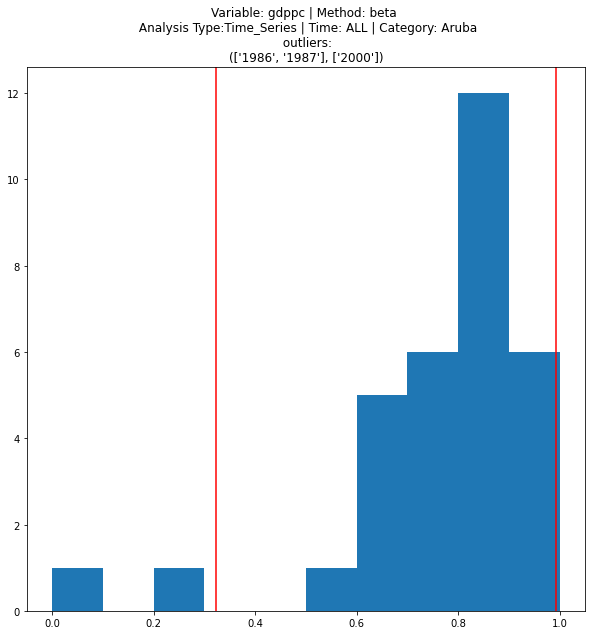 Variable: gdppc | Method: beta
Analysis Type:Time_Series | Time: ALL | Category: Aruba
outliers:
(['1986', '1987'], ['2000'])
12
10
8
6
4
2
0
0.0 0.2 0.4 0.6 0.8 1.0